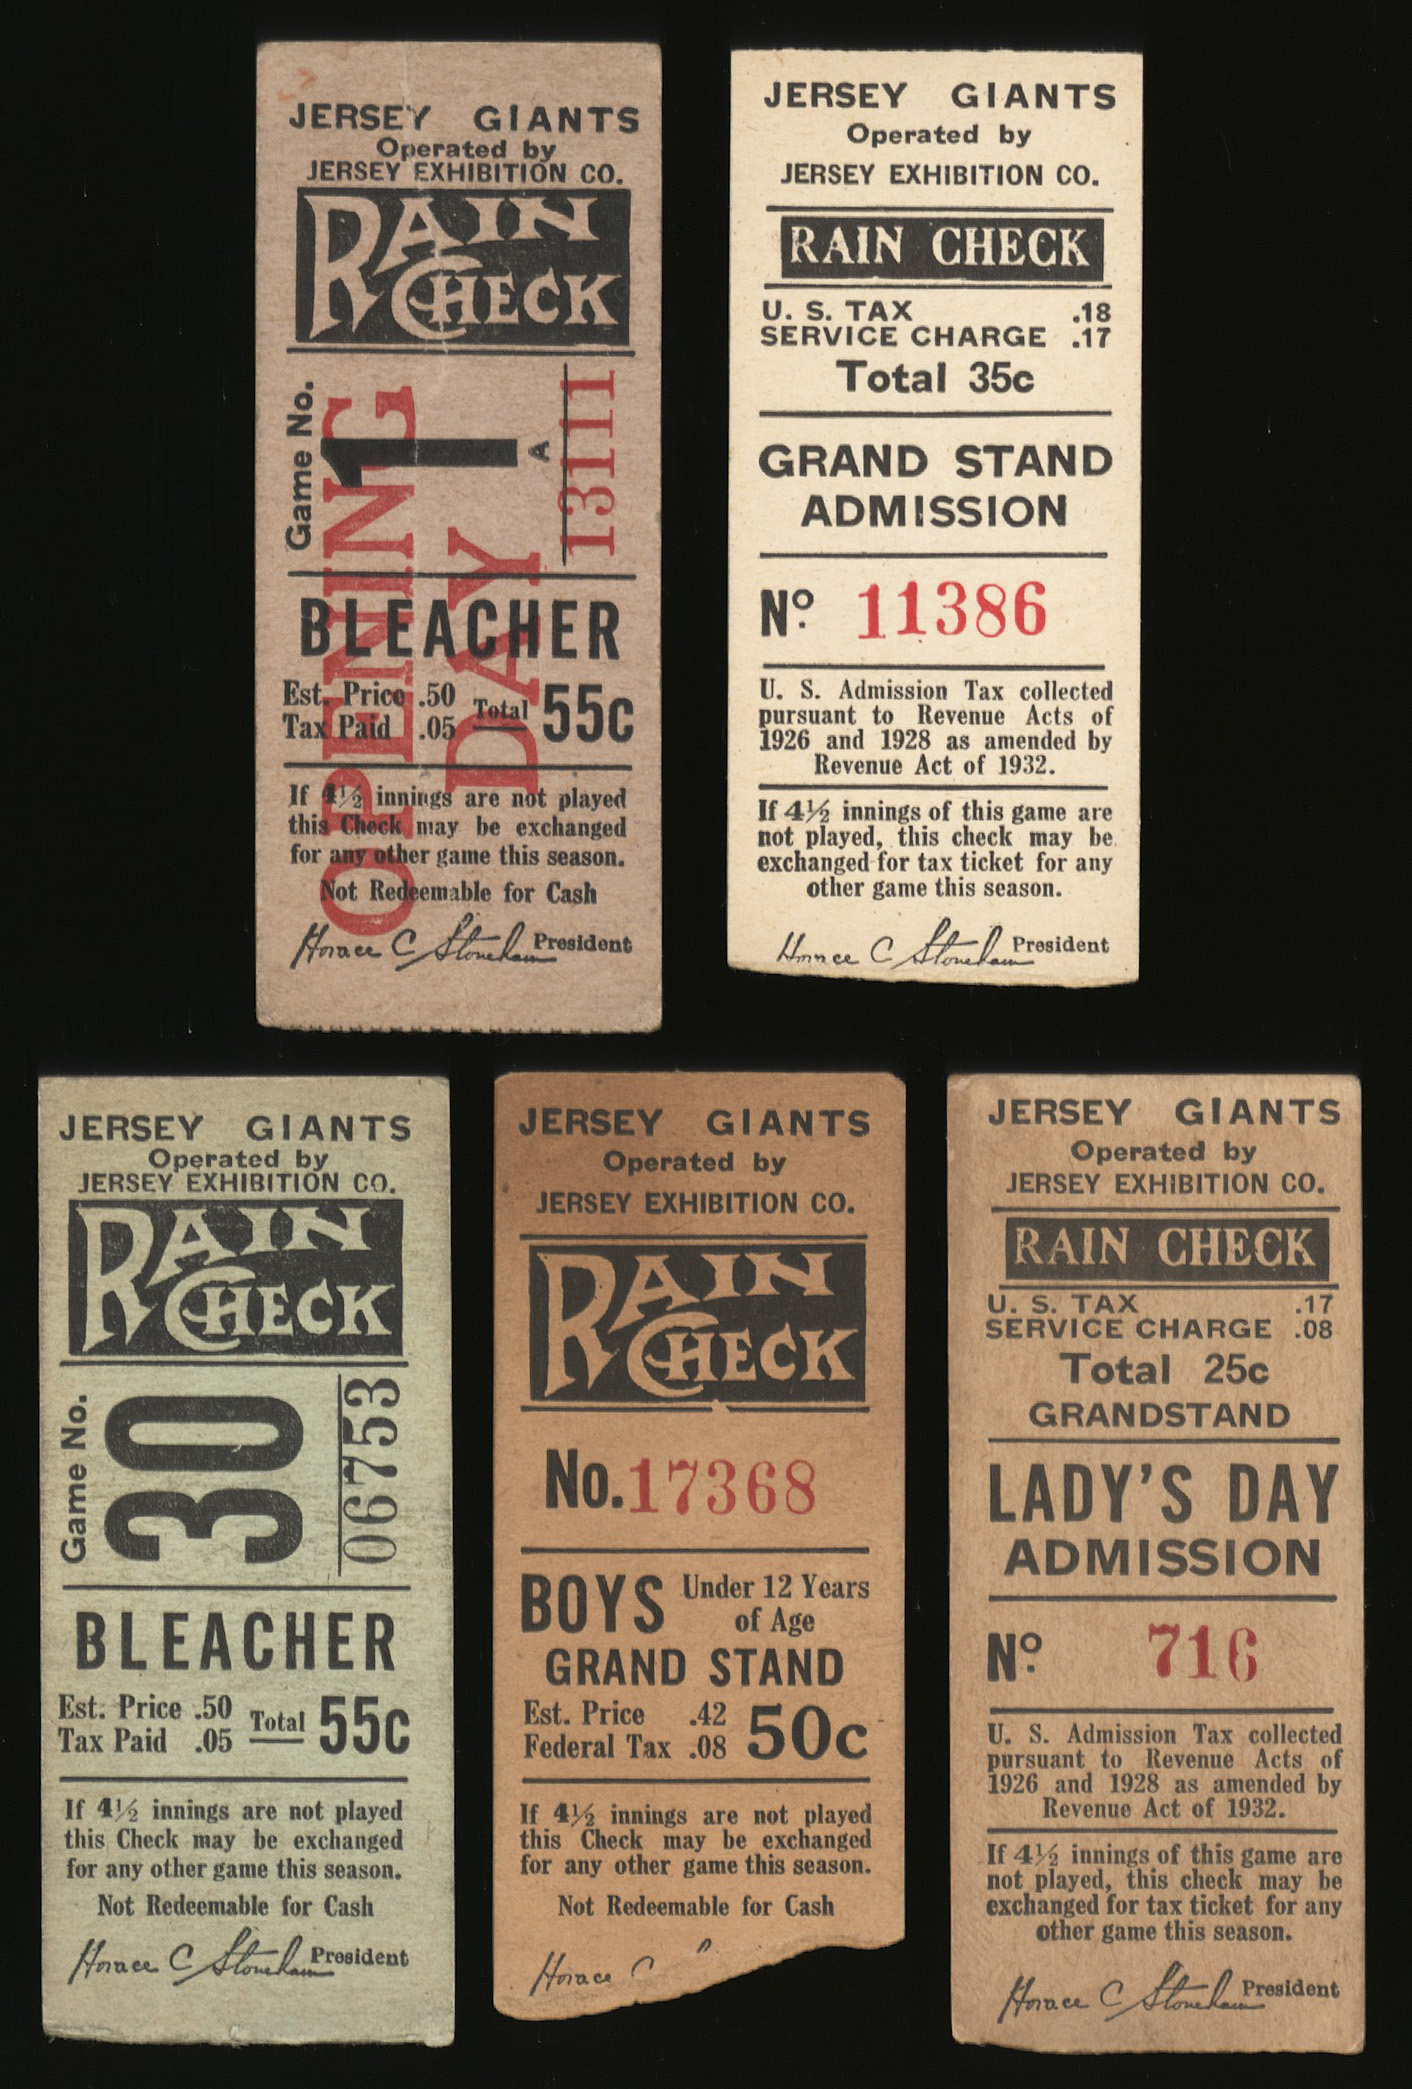 JERSEY GIANTS
Operated by
JERSEY EXHIBITION CO.
RAIN
CHECK
Game No.
1
A
13111
OPENING
DAY
BLEACHER
Est. Price .50
Tax Paid .05
Total 55c
If 4½ innings are not played
this Check may be exchanged
for any other game this season.
Not Redeemable for Cash
Horace C Stoneham President
JERSEY GIANTS
Operated by
JERSEY EXHIBITION CO.
RAIN CHECK
U. S. TAX .18
SERVICE CHARGE .17
Total 35c
GRAND STAND
ADMISSION
No. 11386
U. S. Admission Tax collected
pursuant to Revenue Acts of
1926 and 1928 as amended by
Revenue Act of 1932.
If 4½ innings of this game are
not played, this check may be
exchanged for tax ticket for any
other game this season.
Horace C Stoneham President
JERSEY GIANTS
Operated by
JERSEY EXHIBITION CO.
RAIN
CHECK
Game No.
30
06753
BLEACHER
Est. Price .50
Tax Paid .05
Total 55c
If 4½ innings are not played
this Check may be exchanged
for any other game this season.
Not Redeemable for Cash
Horace C Stoneham President
JERSEY GIANTS
Operated by
JERSEY EXHIBITION CO.
RAIN
CHECK
No. 17368
BOYS Under 12 Years
of Age
GRAND STAND
Est. Price .42
Federal Tax .08
50c
If 4½ innings are not played
this Check may be exchanged
for any other game this season.
Not Redeemable for Cash
Horace C
JERSEY GIANTS
Operated by
JERSEY EXHIBITION CO.
RAIN CHECK
U. S. TAX .17
SERVICE CHARGE .08
Total 25c
GRANDSTAND
LADY'S DAY
ADMISSION
No. 716
U. S. Admission Tax collected
pursuant to Revenue Acts of
1926 and 1928 as amended by
Revenue Act of 1932.
If 4½ innings of this game are
not played, this check may be
exchanged for tax ticket for any
other game this season.
Horace C Stoneham President